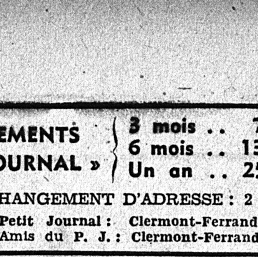 EMENTS
OURNAL »
3 mois .. 7
6 mois .. 13
Un an .. 25
HANGEMENT D'ADRESSE : 2
Petit Journal : Clermont-Ferrand
Amis du P. J. : Clermont-Ferrand